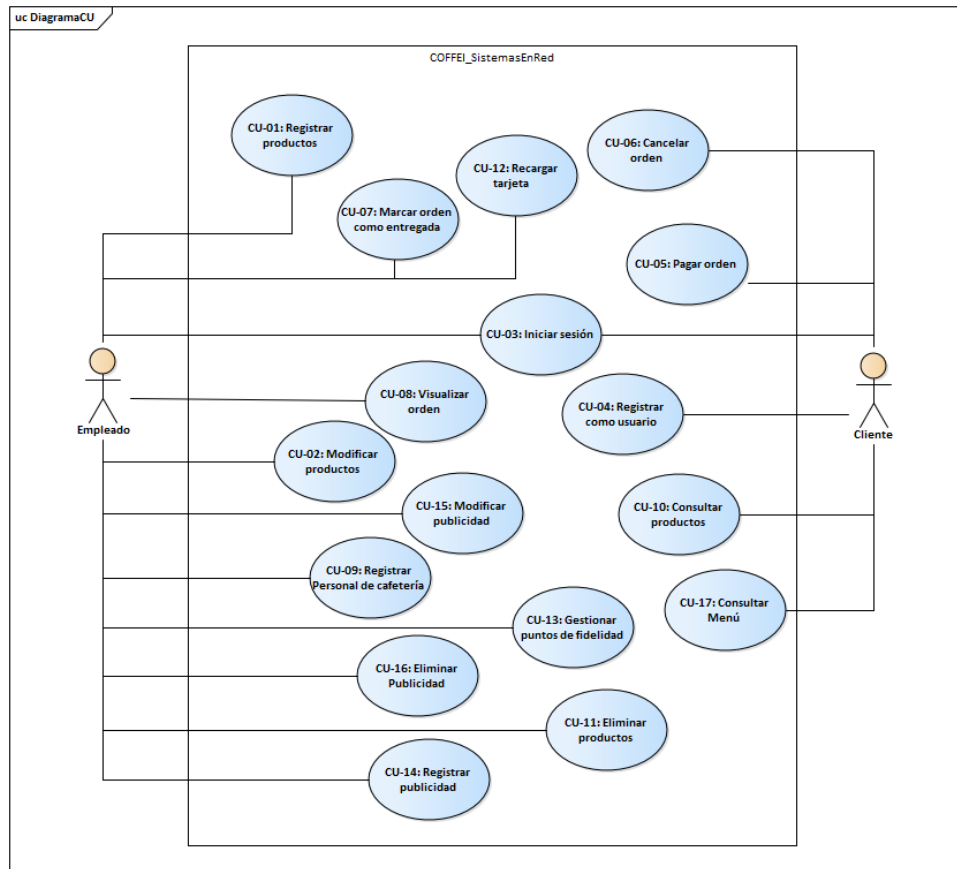 uc DiagramaCU
COFFEI_SistemasEnRed
CU-01: Registrar
productos
CU-06: Cancelar
orden
CU-12: Recargar
tarjeta
CU-07: Marcar orden
como entregada
CU-05: Pagar orden
CU-03: Iniciar sesión
CU-08: Visualizar
orden
CU-04: Registrar
como usuario
Empleado
Cliente
CU-02: Modificar
productos
CU-15: Modificar
publicidad
CU-10: Consultar
productos
CU-09: Registrar
Personal de cafetería
CU-17: Consultar
Menú
CU-13: Gestionar
puntos de fidelidad
CU-16: Eliminar
Publicidad
CU-11: Eliminar
productos
CU-14: Registrar
publicidad